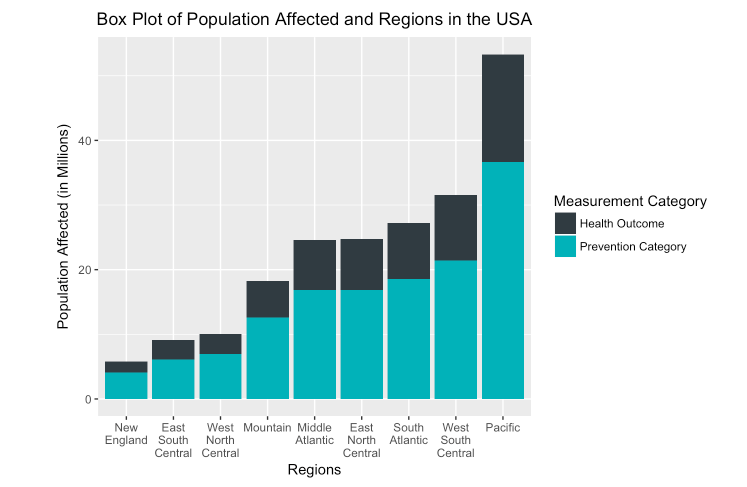 Box Plot of Population Affected and Regions in the USA
Population Affected (in Millions)
40
20
0
New
England
East
South
Central
West
North
Central
Mountain
Middle
Atlantic
East
North
Central
South
Atlantic
West
South
Central
Pacific
Regions
Measurement Category
Health Outcome
Prevention Category